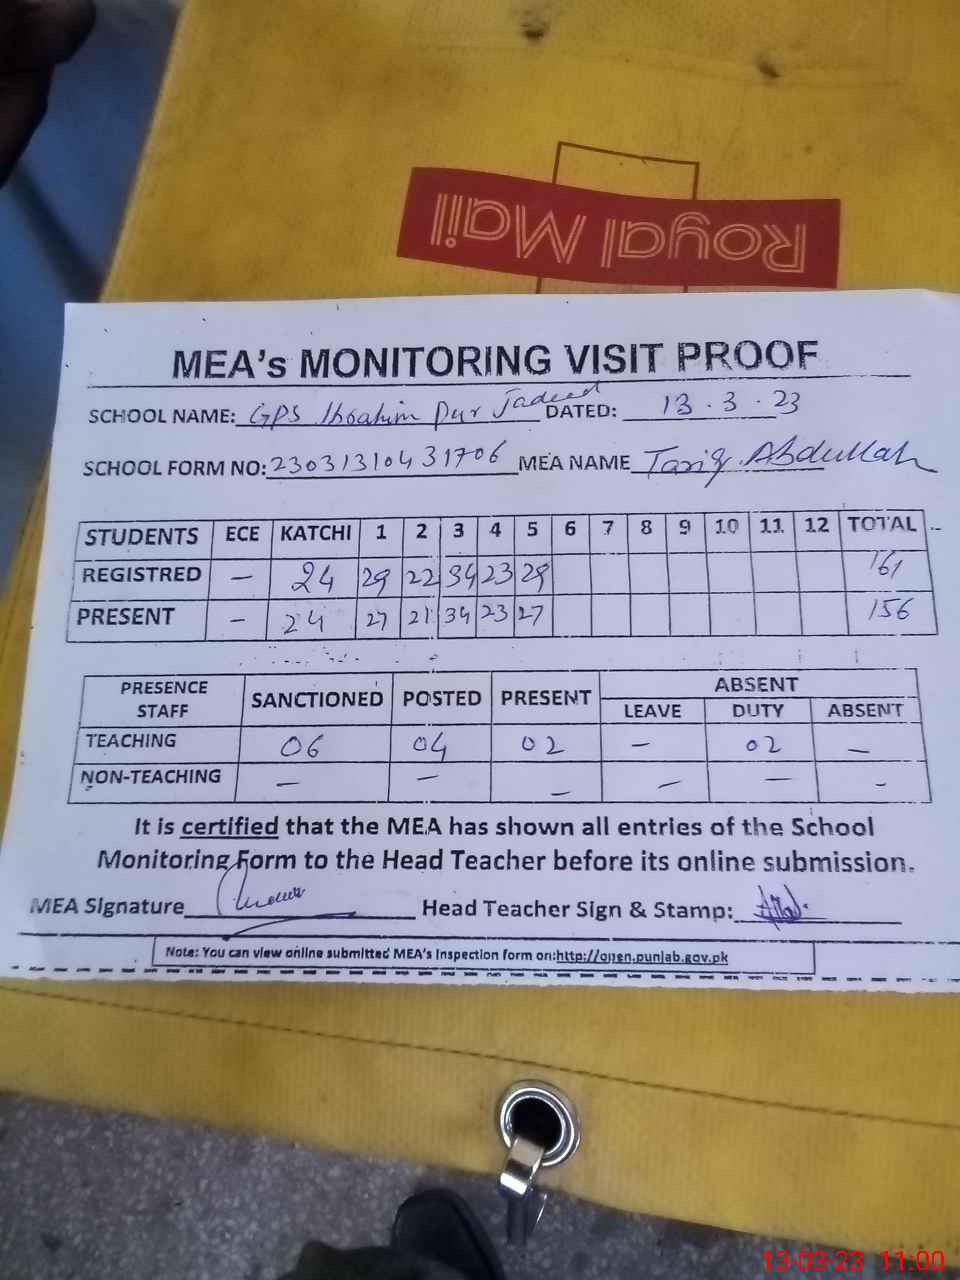 Royal Mail
MEA's MONITORING VISIT PROOF
SCHOOL NAME: GPS Ibrahim Pur Jadeed DATED: 13.3.23
SCHOOL FORM NO: 23031310431706 MEA NAME Tariq Abdullah
STUDENTS ECE KATCHI 1 2 3 4 5 6 7 8 9 10 11 12 TOTAL
REGISTRED — 24 29 22 34 23 29 161
PRESENT — 24 27 21 34 23 27 156
PRESENCE STAFF SANCTIONED POSTED PRESENT ABSENT
LEAVE DUTY ABSENT
TEACHING 06 04 02 — 02 —
NON-TEACHING — — — — — —
It is certified that the MEA has shown all entries of the School
Monitoring Form to the Head Teacher before its online submission.
MEA Signature Head Teacher Sign & Stamp:
Note: You can view online submitted MEA's Inspection form on:http://open.punjab.gov.pk
13-03-23 11:00